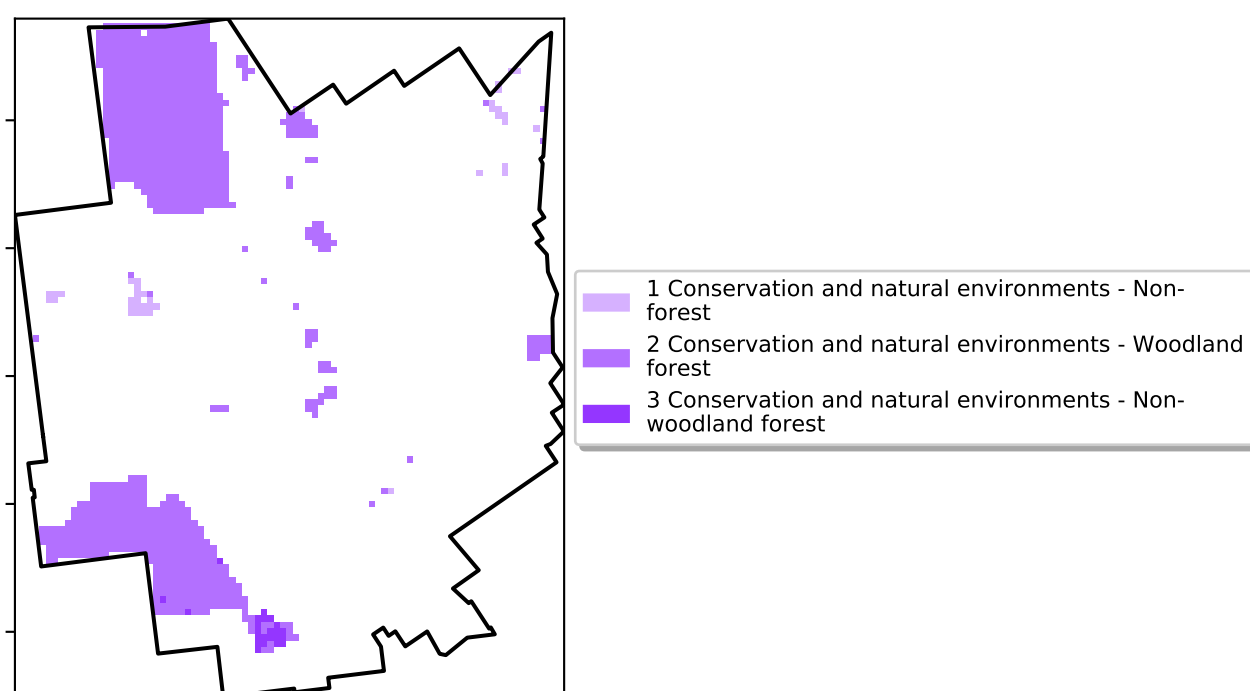 1 Conservation and natural environments - Non-
forest
2 Conservation and natural environments - Woodland
forest
3 Conservation and natural environments - Non-
woodland forest